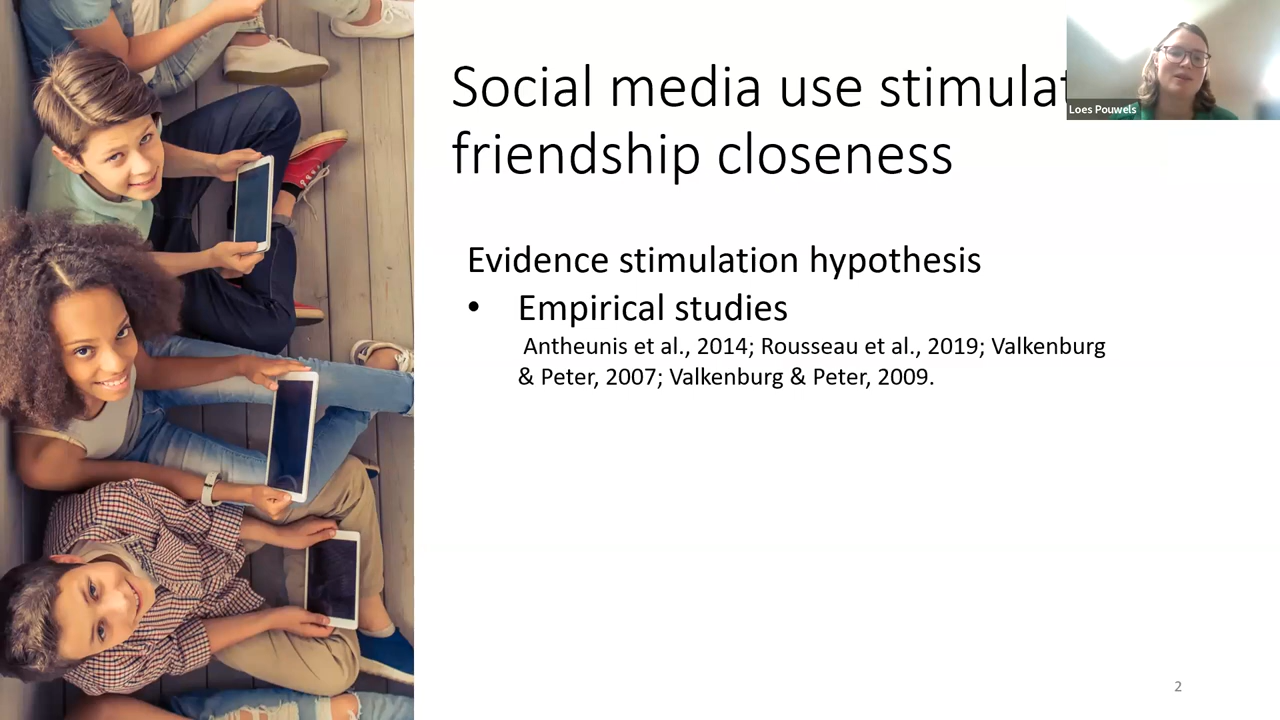 Social media use stimulat
friendship closeness
Loes Pouwels
Evidence stimulation hypothesis
• Empirical studies
Antheunis et al., 2014; Rousseau et al., 2019; Valkenburg
& Peter, 2007; Valkenburg & Peter, 2009.
2